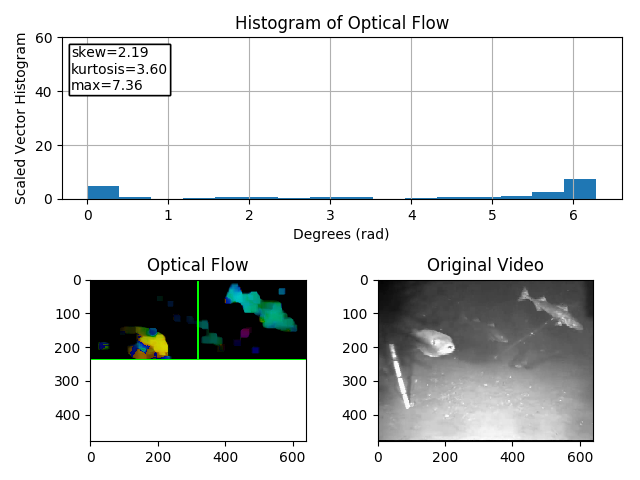 Histogram of Optical Flow
Scaled Vector Histogram
60
40
20
0
skew=2.19
kurtosis=3.60
max=7.36
0 1 2 3 4 5 6
Degrees (rad)
Optical Flow
0
100
200
300
400
0 200 400 600
Original Video
0
100
200
300
400
0 200 400 600